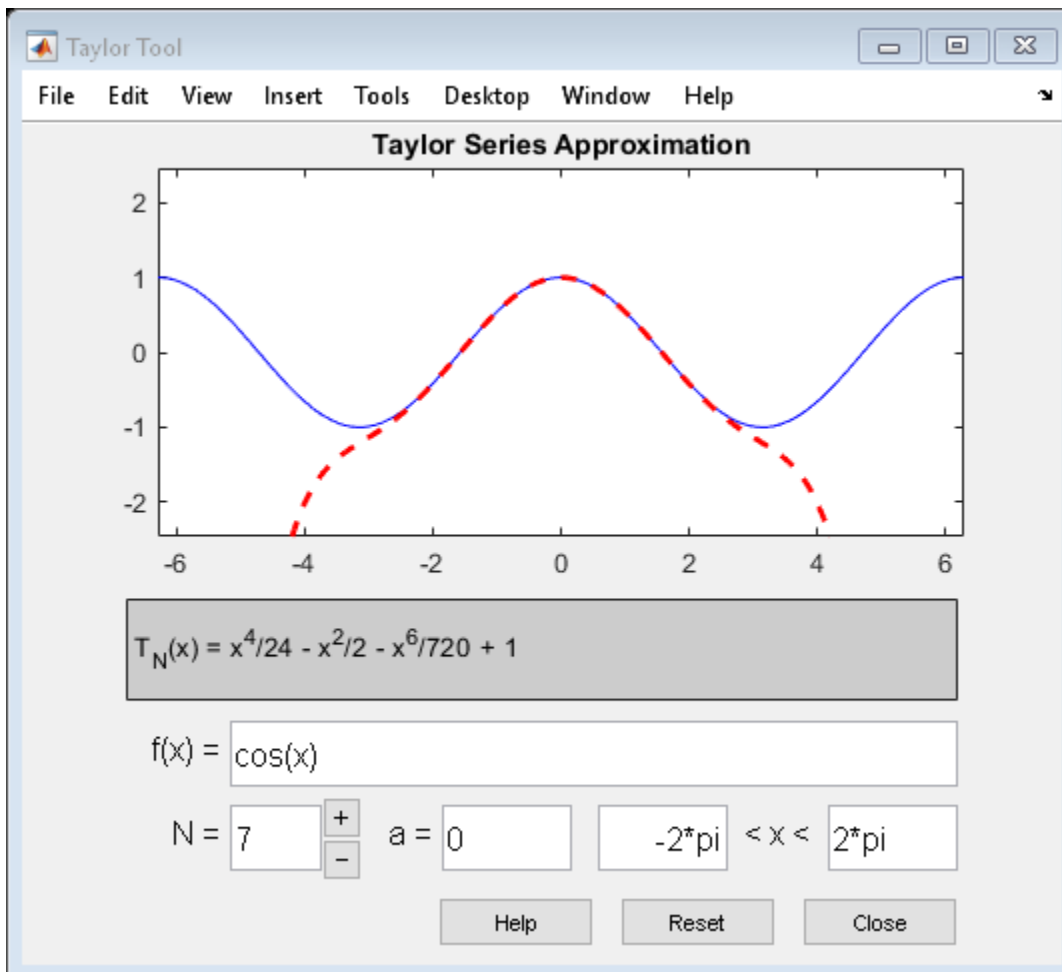 Taylor Tool
File Edit View Insert Tools Desktop Window Help
Taylor Series Approximation
2
1
0
-1
-2
-6 -4 -2 0 2 4 6
T_N(x) = x^4/24 - x^2/2 - x^6/720 + 1
f(x) = cos(x)
N = 7 + - a = 0 -2*pi < x < 2*pi
Help Reset Close